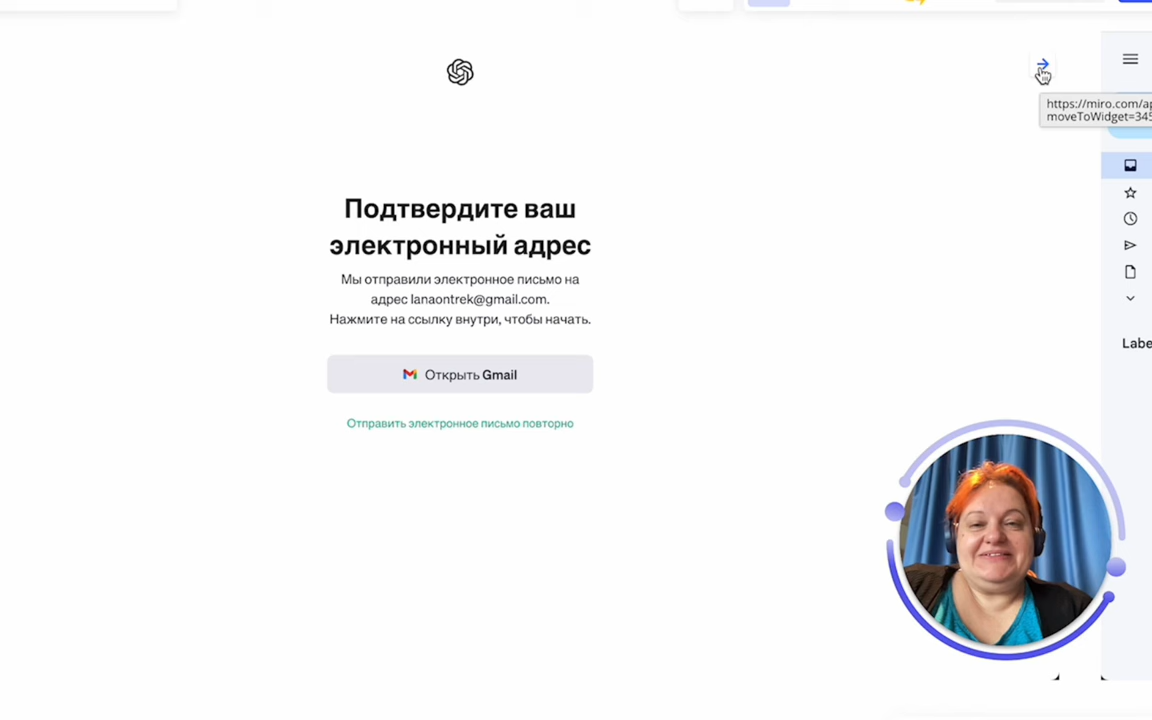 https://miro.com/ap
moveToWidget=345
Подтвердите ваш
электронный адрес
Мы отправили электронное письмо на
адрес lanaontrek@gmail.com.
Нажмите на ссылку внутри, чтобы начать.
Открыть Gmail
Отправить электронное письмо повторно
Labe